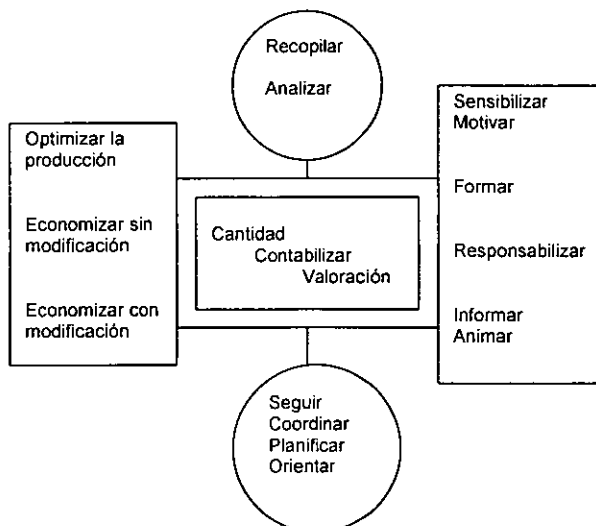 Recopilar
Analizar
Optimizar la
producción
Economizar sin
modificación
Economizar con
modificación
Cantidad
Contabilizar
Valoración
Sensibilizar
Motivar
Formar
Responsabilizar
Informar
Animar
Seguir
Coordinar
Planificar
Orientar